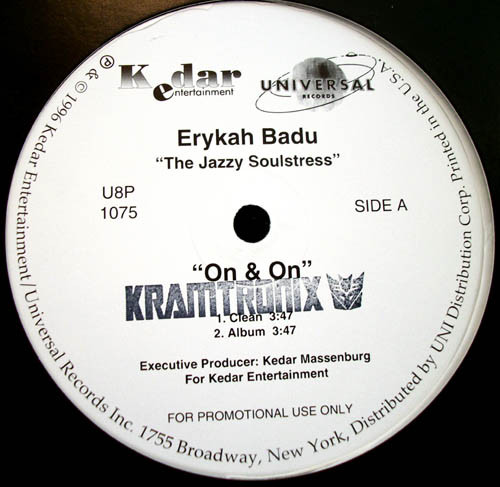 Kedar
entertainment
UNIVERSAL
RECORDS
Erykah Badu
"The Jazzy Soulstress"
U8P
1075
SIDE A
"On & On"
KRAMTRONIX
1. Clean 3:47
2. Album 3:47
Executive Producer: Kedar Massenburg
For Kedar Entertainment
FOR PROMOTIONAL USE ONLY
℗ & © 1996 Kedar Entertainment/Universal Records Inc. 1755 Broadway, New York, Distributed by UNI Distribution Corp. Printed in the U.S.A.